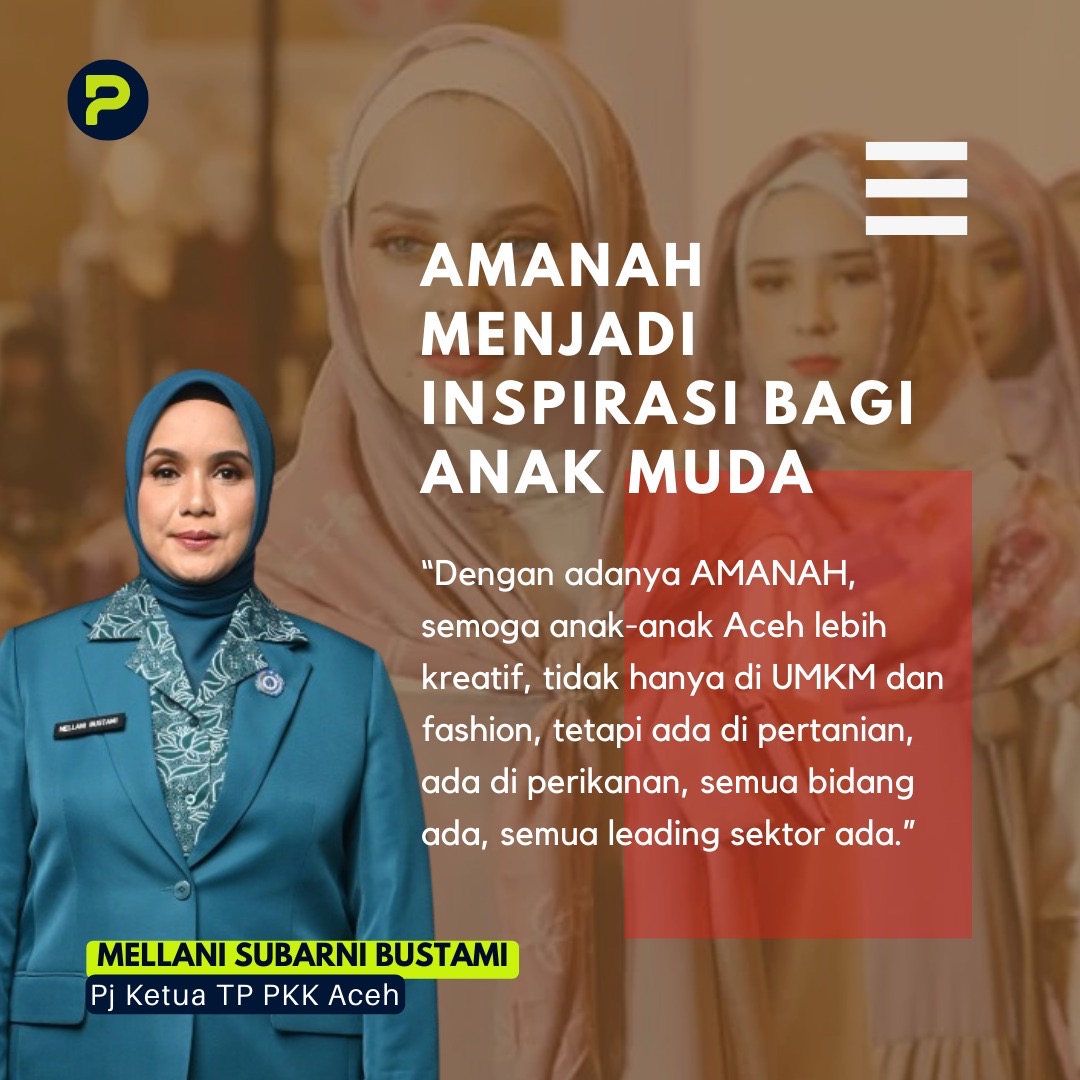 P
AMANAH
MENJADI
INSPIRASI BAGI
ANAK MUDA
“Dengan adanya AMANAH,
semoga anak-anak Aceh lebih
kreatif, tidak hanya di UMKM dan
fashion, tetapi ada di pertanian,
ada di perikanan, semua bidang
ada, semua leading sektor ada.”
MELLANI BUSTAMI
MELLANI SUBARNI BUSTAMI
Pj Ketua TP PKK Aceh